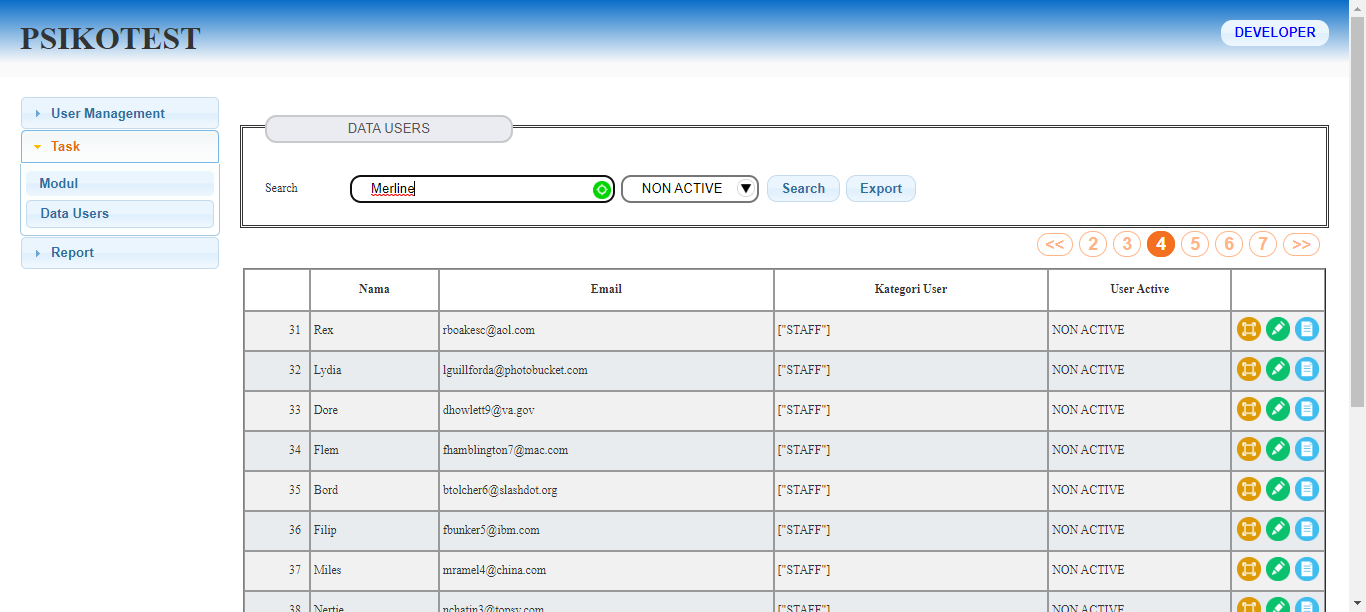 PSIKOTEST
DEVELOPER
User Management
Task
Modul
Data Users
Report
DATA USERS
Search Merline NON ACTIVE ▼ Search Export
<< 2 3 4 5 6 7 >>
Nama Email Kategori User User Active
31 Rex rboakesc@aol.com ["STAFF"] NON ACTIVE
32 Lydia lguillforda@photobucket.com ["STAFF"] NON ACTIVE
33 Dore dhowlett9@va.gov ["STAFF"] NON ACTIVE
34 Flem fhamblington7@mac.com ["STAFF"] NON ACTIVE
35 Bord btolcher6@slashdot.org ["STAFF"] NON ACTIVE
36 Filip fbunker5@ibm.com ["STAFF"] NON ACTIVE
37 Miles mramel4@china.com ["STAFF"] NON ACTIVE
38 Nertie nchatin3@topsy.com ["STAFF"] NON ACTIVE